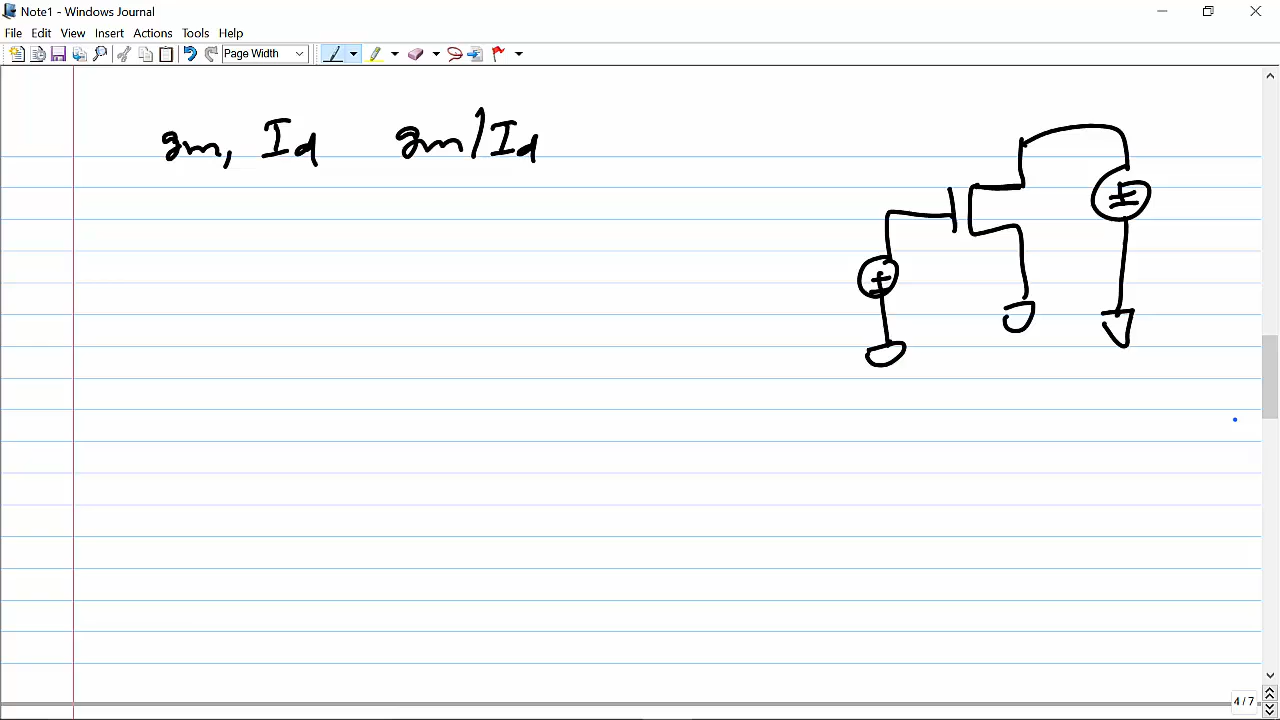 Note1 - Windows Journal
File Edit View Insert Actions Tools Help
Page Width
gm, Id gm/Id
4 / 7